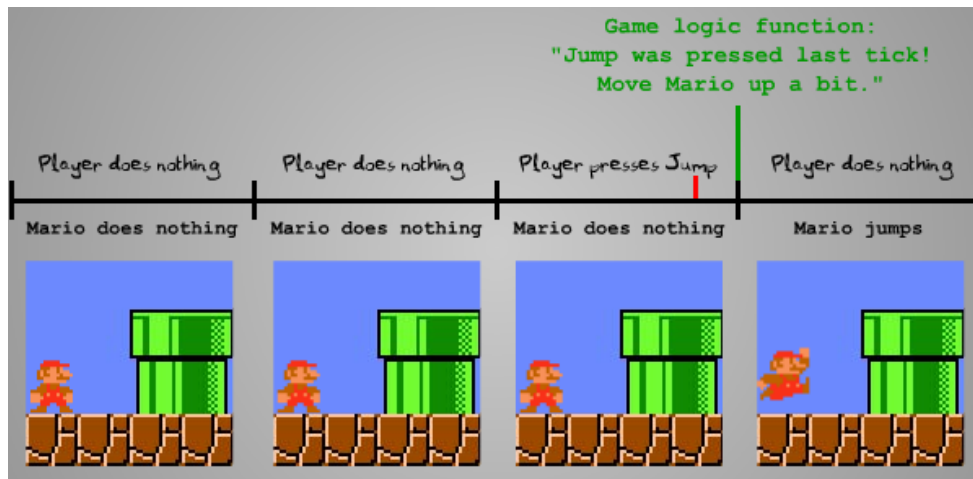 Game logic function:
"Jump was pressed last tick!
Move Mario up a bit."
Player does nothing
Player does nothing
Player presses Jump
Player does nothing
Mario does nothing
Mario does nothing
Mario does nothing
Mario jumps